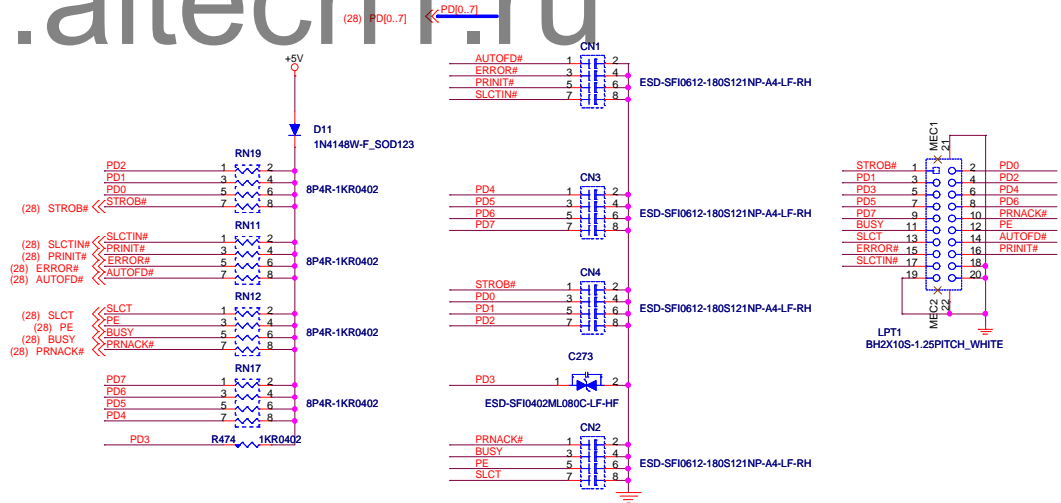 .altech1.ru
(28) PD[0..7] PD[0..7]
+5V
D11
1N4148W-F_SOD123
RN19
PD2 1 2
PD1 3 4
PD0 5 6
(28) STROB# STROB# 7 8
8P4R-1KR0402
RN11
(28) SLCTIN# SLCTIN# 1 2
(28) PRINIT# PRINIT# 3 4
(28) ERROR# ERROR# 5 6
(28) AUTOFD# AUTOFD# 7 8
8P4R-1KR0402
RN12
(28) SLCT SLCT 1 2
(28) PE PE 3 4
(28) BUSY BUSY 5 6
(28) PRNACK# PRNACK# 7 8
8P4R-1KR0402
RN17
PD7 1 2
PD6 3 4
PD5 5 6
PD4 7 8
8P4R-1KR0402
PD3 R474 1KR0402
CN1
AUTOFD# 1 2
ERROR# 3 4
PRINIT# 5 6
SLCTIN# 7 8
ESD-SFI0612-180S121NP-A4-LF-RH
CN3
PD4 1 2
PD5 3 4
PD6 5 6
PD7 7 8
ESD-SFI0612-180S121NP-A4-LF-RH
CN4
STROB# 1 2
PD0 3 4
PD1 5 6
PD2 7 8
ESD-SFI0612-180S121NP-A4-LF-RH
C273
PD3 1 2
ESD-SFI0402ML080C-LF-HF
CN2
PRNACK# 1 2
BUSY 3 4
PE 5 6
SLCT 7 8
ESD-SFI0612-180S121NP-A4-LF-RH
MEC1 21
STROB# 1 2 PD0
PD1 3 4 PD2
PD3 5 6 PD4
PD5 7 8 PD6
PD7 9 10 PRNACK#
BUSY 11 12 PE
SLCT 13 14 AUTOFD#
ERROR# 15 16 PRINIT#
SLCTIN# 17 18
19 20
MEC2 22
LPT1
BH2X10S-1.25PITCH_WHITE